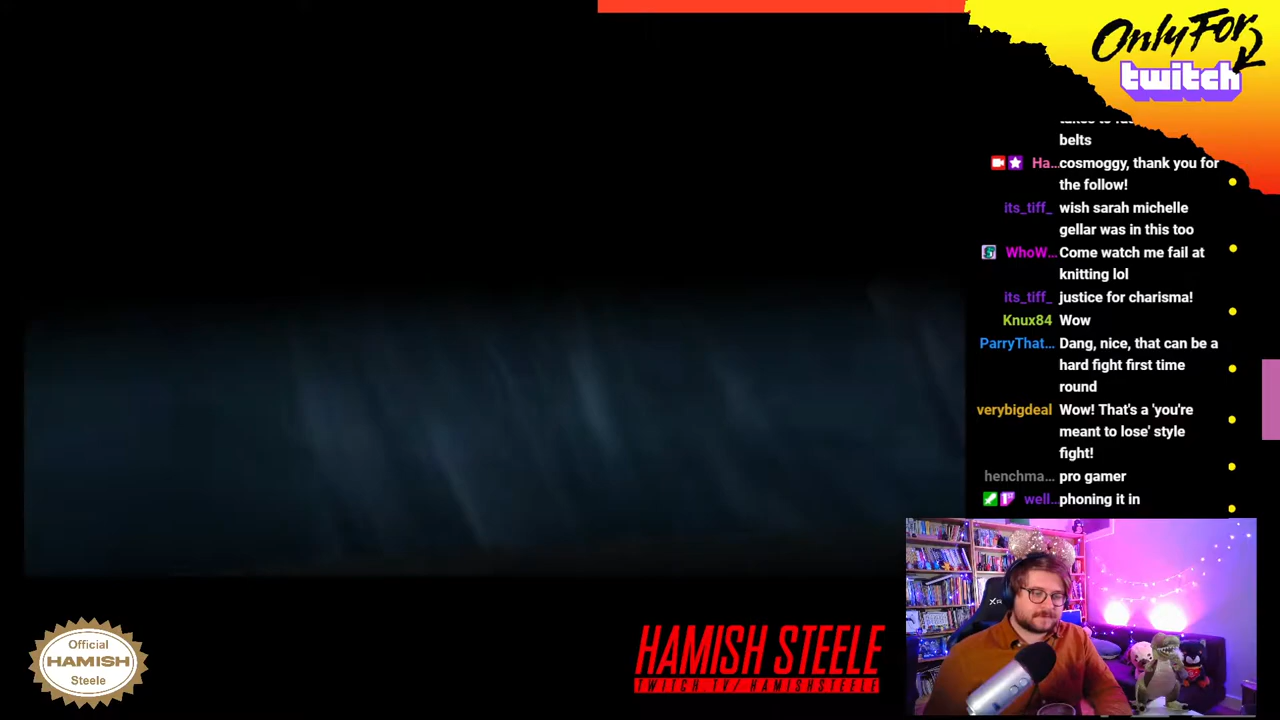 OnlyFor
twitch
belts
Ha… cosmoggy, thank you for
the follow!
its_tiff_ wish sarah michelle
gellar was in this too
WhoW… Come watch me fail at
knitting lol
its_tiff_ justice for charisma!
Knux84 Wow
ParryThat… Dang, nice, that can be a
hard fight first time
round
verybigdeal Wow! That's a 'you're
meant to lose' style
fight!
henchma… pro gamer
well… phoning it in
Official
HAMISH
Steele
HAMISH STEELE
TWITCH.TV/HAMISHSTEELE